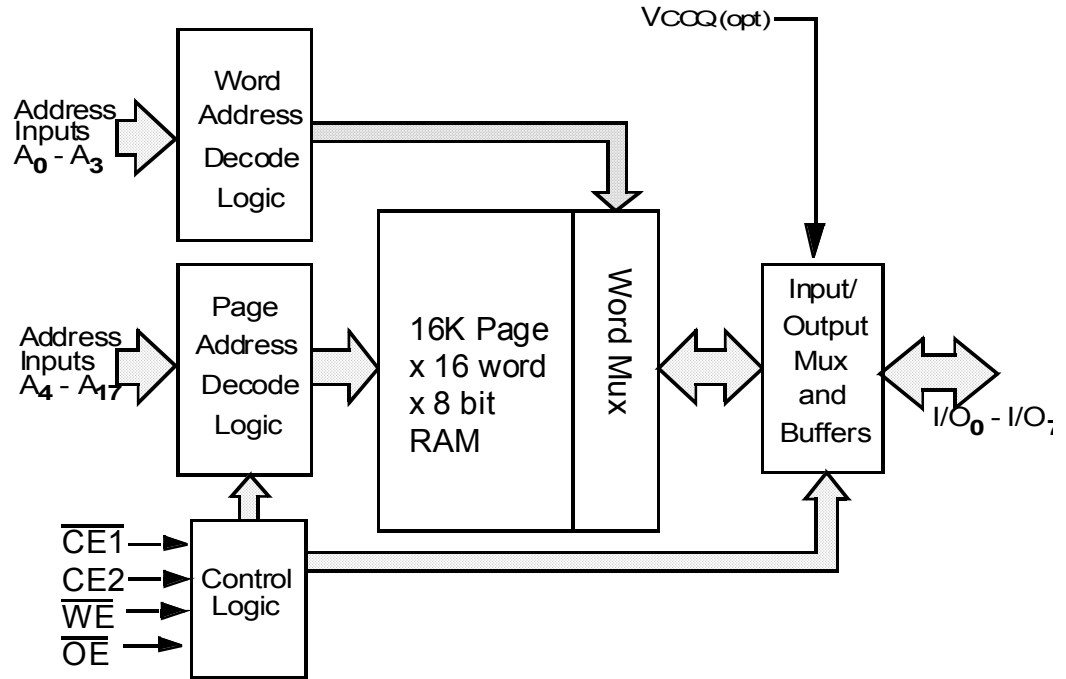 VCCQ (opt)
Word
Address
Decode
Logic
Address
Inputs
A0 - A3
Page
Address
Decode
Logic
Address
Inputs
A4 - A17
16K Page
x 16 word
x 8 bit
RAM
Word Mux
Input/
Output
Mux
and
Buffers
I/O0 - I/O7
CE1
CE2
WE
OE
Control
Logic